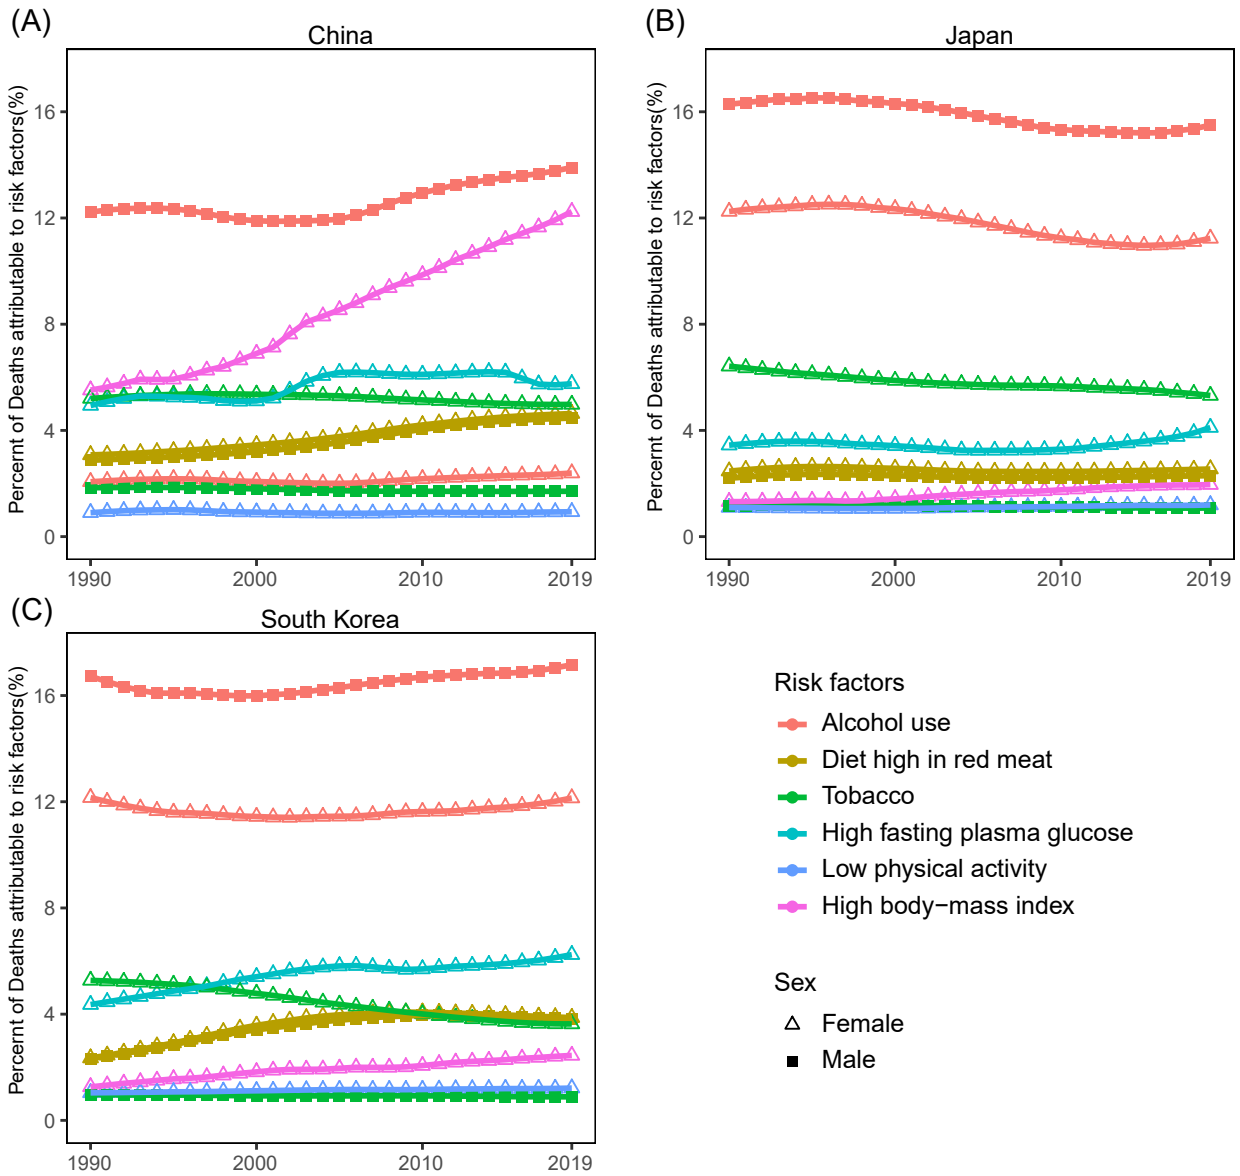 (A)
China
Percent of Deaths attributable to risk factors(%)
16
12
8
4
0
1990 2000 2010 2019
(B)
Japan
Percernt of Deaths attributable to risk factors(%)
16
12
8
4
0
1990 2000 2010 2019
(C)
South Korea
Percent of Deaths attributable to risk factors(%)
16
12
8
4
0
1990 2000 2010 2019
Risk factors
Alcohol use
Diet high in red meat
Tobacco
High fasting plasma glucose
Low physical activity
High body−mass index
Sex
Female
Male